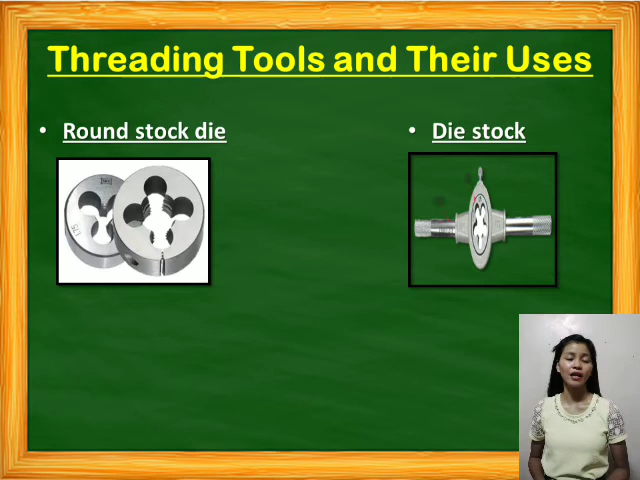 Threading Tools and Their Uses
• Round stock die
• Die stock